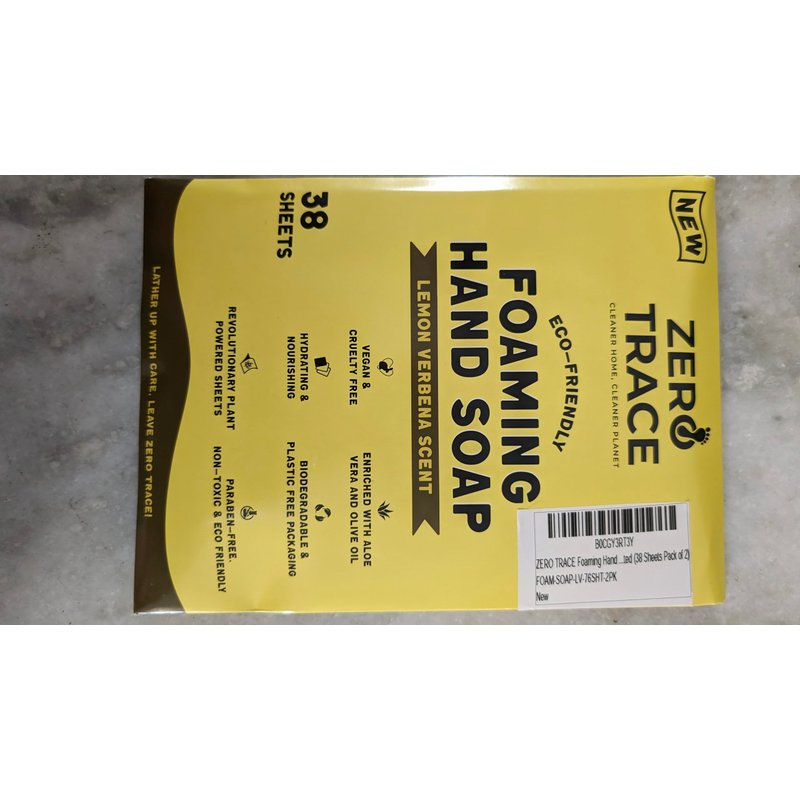 NEW
ZERO
TRACE
CLEANER HOME, CLEANER PLANET
ECO-FRIENDLY
FOAMING
HAND SOAP
LEMON VERBENA SCENT
VEGAN &
CRUELTY FREE
ENRICHED WITH ALOE
VERA AND OLIVE OIL
HYDRATING &
NOURISHING
BIODEGRADABLE &
PLASTIC FREE PACKAGING
REVOLUTIONARY PLANT
POWERED SHEETS
PARABEN-FREE,
NON-TOXIC & ECO FRIENDLY
38
SHEETS
LATHER UP WITH CARE, LEAVE ZERO TRACE!
B0CGY3RT3Y
ZERO TRACE Foaming Hand ...ted (38 Sheets Pack of 2)
FOAM-SOAP-LV-76SHT-2PK
New